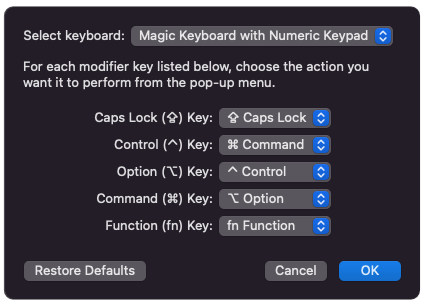 Select keyboard: Magic Keyboard with Numeric Keypad
For each modifier key listed below, choose the action you
want it to perform from the pop-up menu.
Caps Lock (⇪) Key: ⇪ Caps Lock
Control (^) Key: ⌘ Command
Option (⌥) Key: ^ Control
Command (⌘) Key: ⌥ Option
Function (fn) Key: fn Function
Restore Defaults Cancel OK